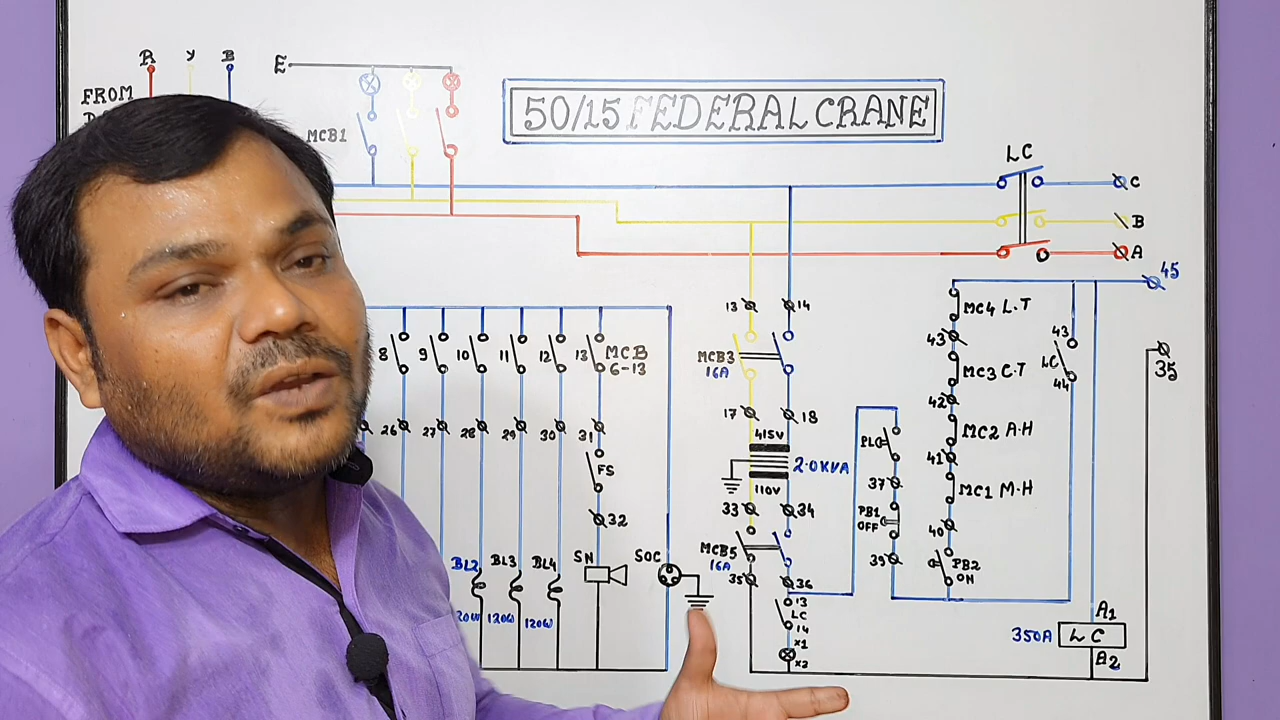 R Y B
E
FROM
MCB1
50/15 FEDERAL CRANE
LC
C
B
A
45
35
8 9 10 11 12 13 MCB
6-13
26 27 28 29 30 31
FS
32
SN
SOC
BL2 BL3 BL4
120W 120W
13 14
MCB3
16A
17 18
415V
2.0KVA
110V
33 34
MCB5
16A
35 36
13
LC
14
X1
X2
PL
37
PB1
OFF
39
MC4 L.T
43
MC3 C.T
42
MC2 A.H
41
MC1 M.H
40
PB2
ON
43
LC
44
A1
350A LC
A2